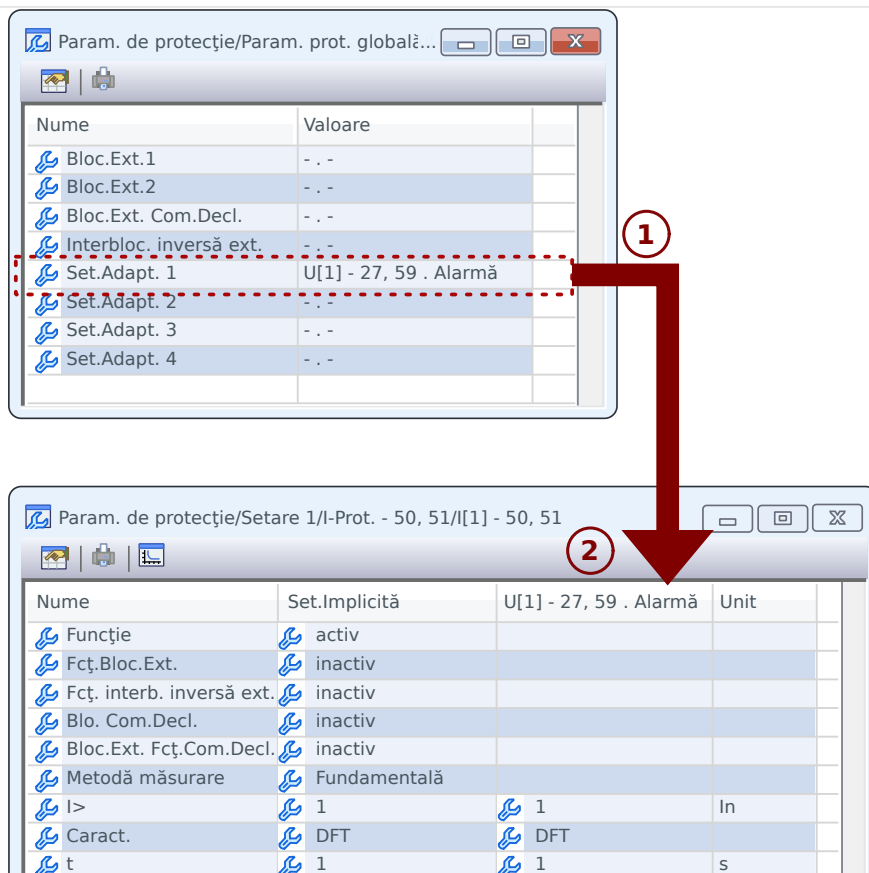 Param. de protecţie/Param. prot. globală...
Nume Valoare
Bloc.Ext.1 - . -
Bloc.Ext.2 - . -
Bloc.Ext. Com.Decl. - . -
Interbloc. inversă ext. - . -
Set.Adapt. 1 U[1] - 27, 59 . Alarmă
Set.Adapt. 2 - . -
Set.Adapt. 3 - . -
Set.Adapt. 4 - . -
1
Param. de protecţie/Setare 1/I-Prot. - 50, 51/I[1] - 50, 51
2
Nume Set.Implicită U[1] - 27, 59 . Alarmă Unit
Funcţie activ
Fcţ.Bloc.Ext. inactiv
Fcţ. interb. inversă ext. inactiv
Blo. Com.Decl. inactiv
Bloc.Ext. Fcţ.Com.Decl. inactiv
Metodă măsurare Fundamentală
I> 1 1 In
Caract. DFT DFT
t 1 1 s